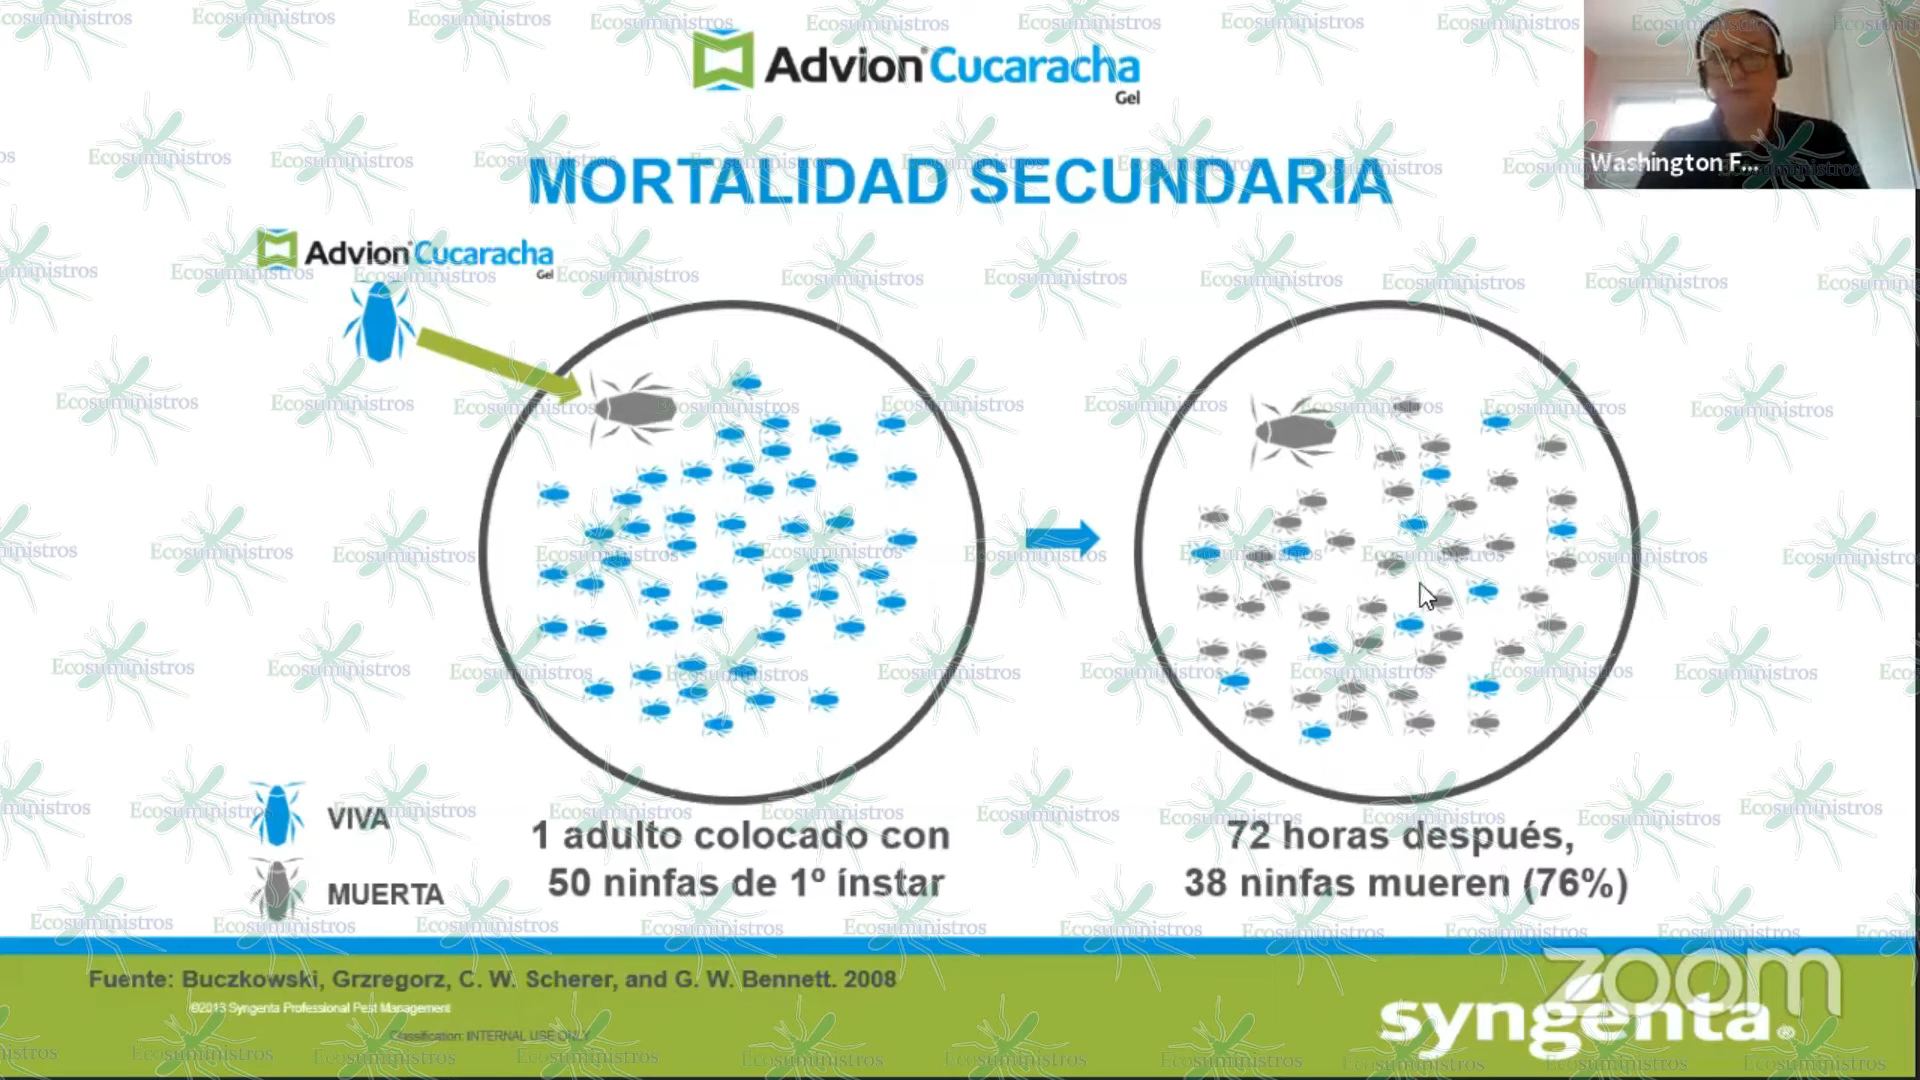 Advion® Cucaracha
Gel
Washington F...
MORTALIDAD SECUNDARIA
Advion® Cucaracha
Gel
VIVA
MUERTA
1 adulto colocado con
50 ninfas de 1º ínstar
72 horas después,
38 ninfas mueren (76%)
Fuente: Buczkowski, Grzregorz, C. W. Scherer, and G. W. Bennett. 2008
©2013 Syngenta Professional Pest Management
Classification: INTERNAL USE ONLY
zoom
syngenta®
Ecosuministros